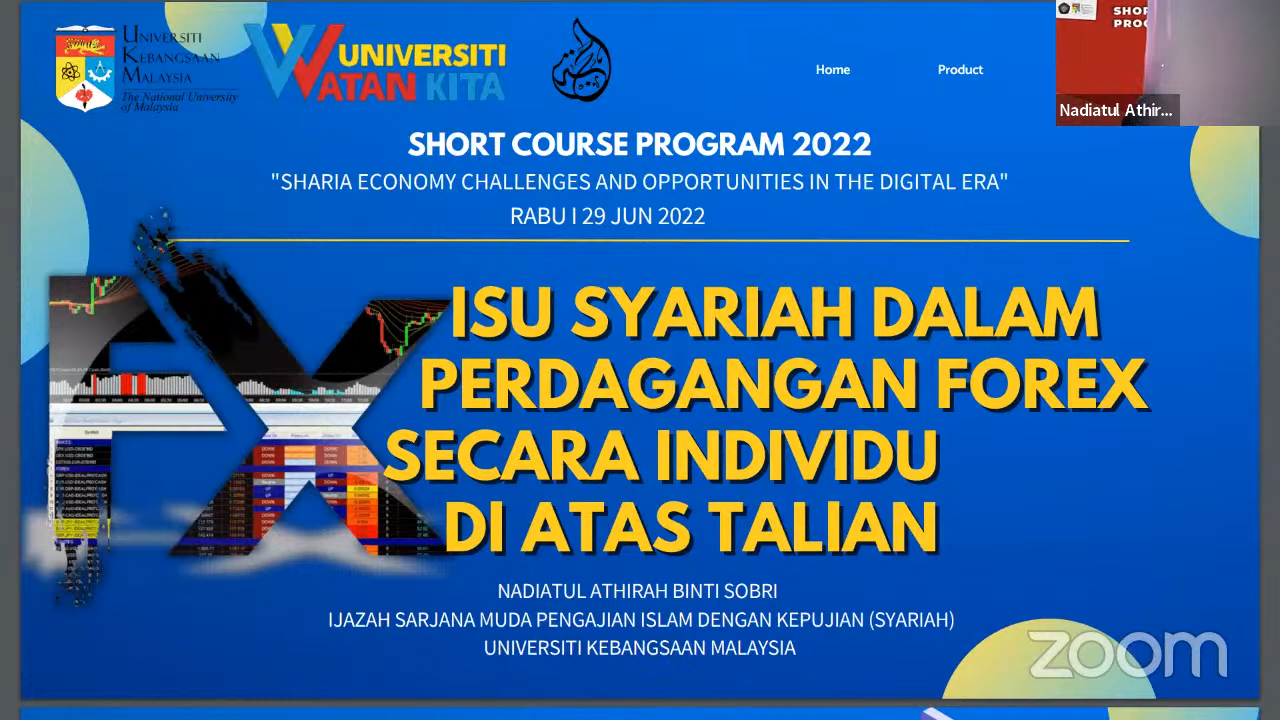 UNIVERSITI
KEBANGSAAN
MALAYSIA
The National University
of Malaysia
UNIVERSITI
WATAN KITA
Home
Product
SHOR
PROG
Nadiatul Athir...
SHORT COURSE PROGRAM 2022
"SHARIA ECONOMY CHALLENGES AND OPPORTUNITIES IN THE DIGITAL ERA"
RABU I 29 JUN 2022
FX
ISU SYARIAH DALAM
PERDAGANGAN FOREX
SECARA INDIVIDU
DI ATAS TALIAN
NADIATUL ATHIRAH BINTI SOBRI
IJAZAH SARJANA MUDA PENGAJIAN ISLAM DENGAN KEPUJIAN (SYARIAH)
UNIVERSITI KEBANGSAAN MALAYSIA
zoom